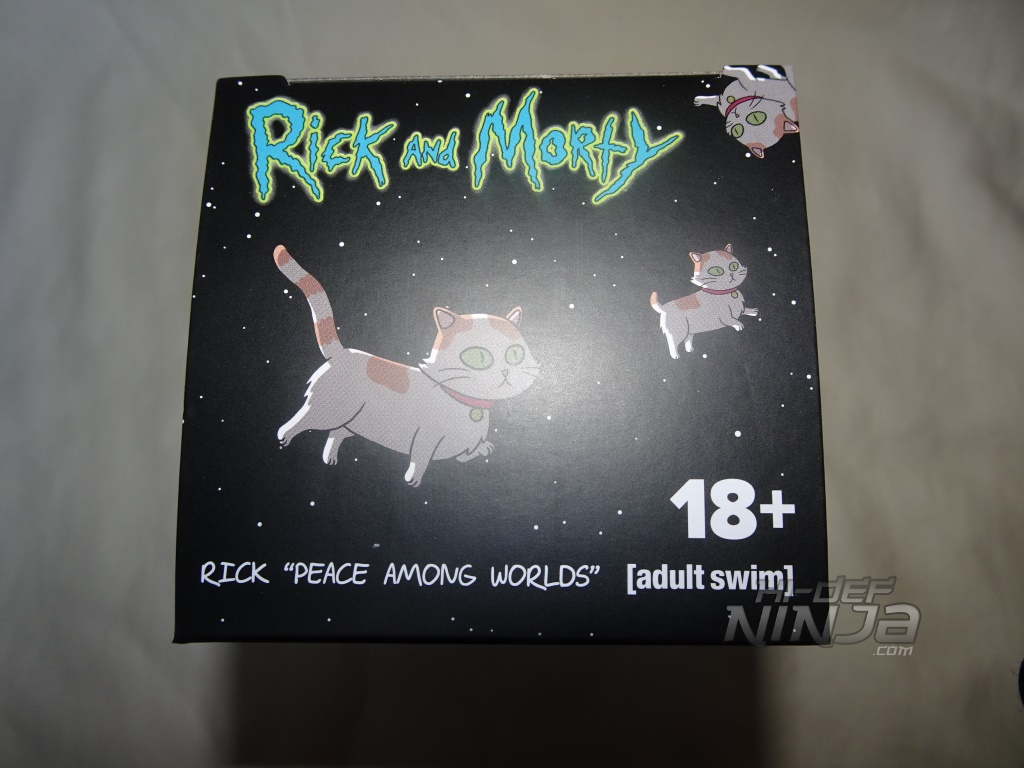 Rick and Morty
18+
RICK “PEACE AMONG WORLDS” [adult swim]
Hi-DEF
NINJa
.com